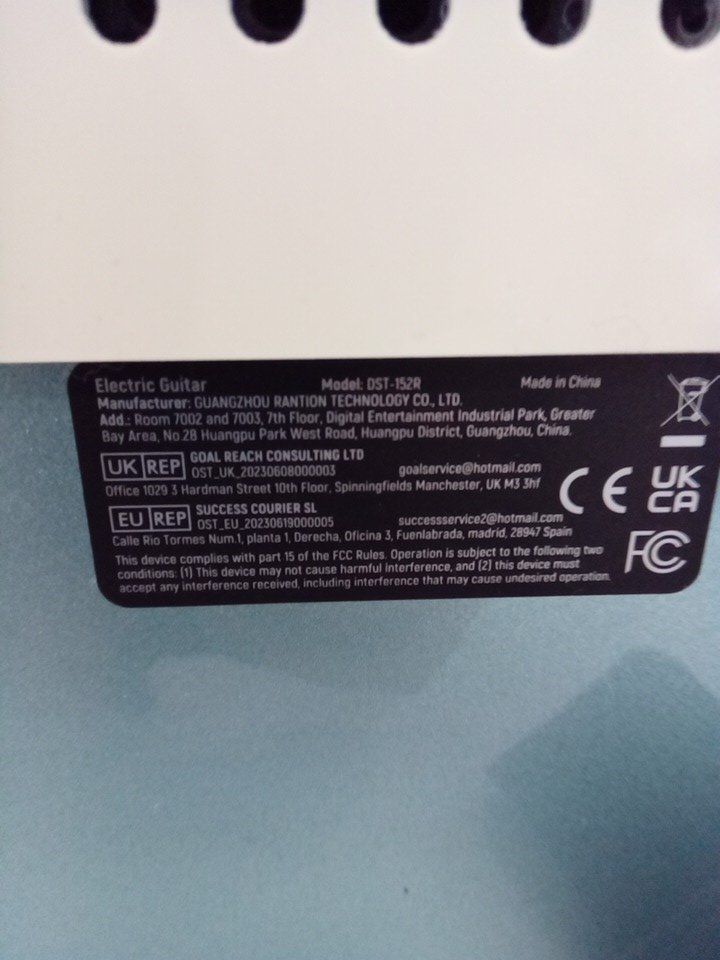 Electric Guitar Model: DST-152R Made in China
Manufacturer: GUANGZHOU RANTION TECHNOLOGY CO., LTD.
Add.: Room 7002 and 7003, 7th Floor, Digital Entertainment Industrial Park, Greater
Bay Area, No.28 Huangpu Park West Road, Huangpu District, Guangzhou, China.
UK REP GOAL REACH CONSULTING LTD
OST_UK_20230608000003 goalservice@hotmail.com
Office 1029 3 Hardman Street 10th Floor, Spinningfields Manchester, UK M3 3hf
CE UK CA
EU REP SUCCESS COURIER SL
OST_EU_20230619000005 successservice2@hotmail.com
Calle Rio Tormes Num.1, planta 1, Derecha, Oficina 3, Fuenlabrada, madrid, 28947 Spain
This device complies with part 15 of the FCC Rules. Operation is subject to the following two
conditions: (1) This device may not cause harmful interference, and (2) this device must
accept any interference received, including interference that may cause undesired operation.
FC